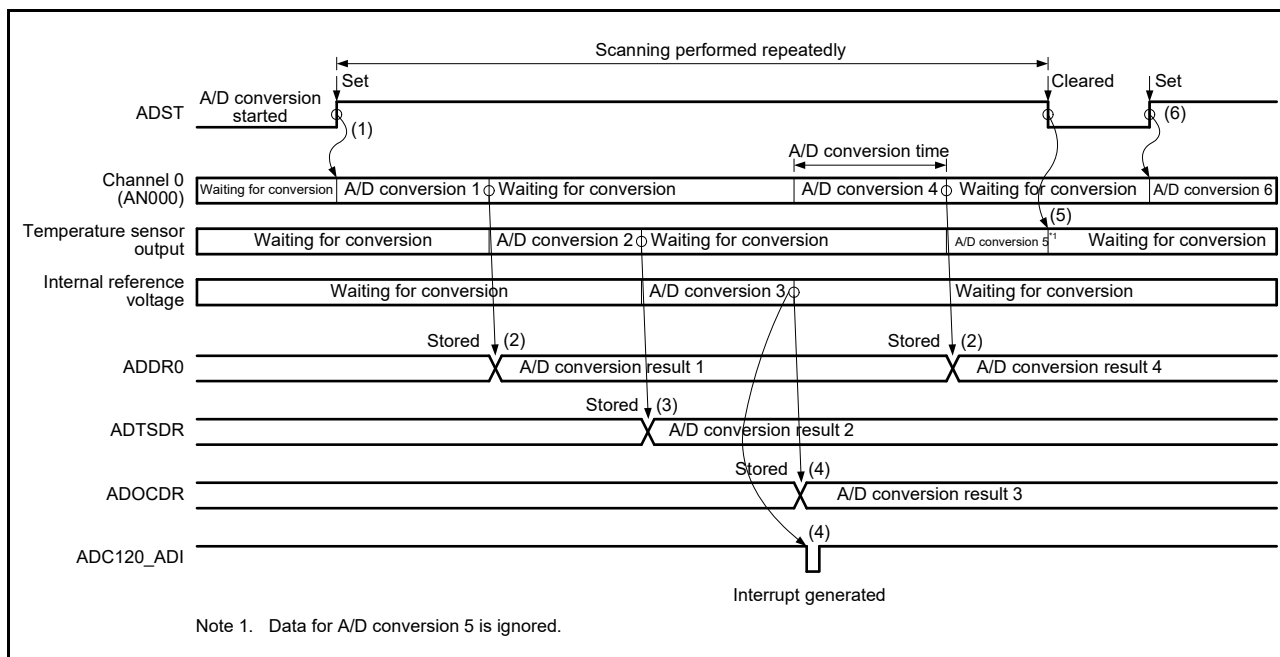 Scanning performed repeatedly
Set
Cleared
Set
A/D conversion
started
ADST
(1)
(6)
A/D conversion time
Channel 0
(AN000)
Waiting for conversion
A/D conversion 1
Waiting for conversion
A/D conversion 4
Waiting for conversion
A/D conversion 6
(5)
Temperature sensor
output
Waiting for conversion
A/D conversion 2
Waiting for conversion
A/D conversion 5*1
Waiting for conversion
Internal reference
voltage
Waiting for conversion
A/D conversion 3
Waiting for conversion
Stored
(2)
Stored
(2)
ADDR0
A/D conversion result 1
A/D conversion result 4
Stored
(3)
ADTSDR
A/D conversion result 2
Stored
(4)
ADOCDR
A/D conversion result 3
(4)
ADC120_ADI
Interrupt generated
Note 1. Data for A/D conversion 5 is ignored.